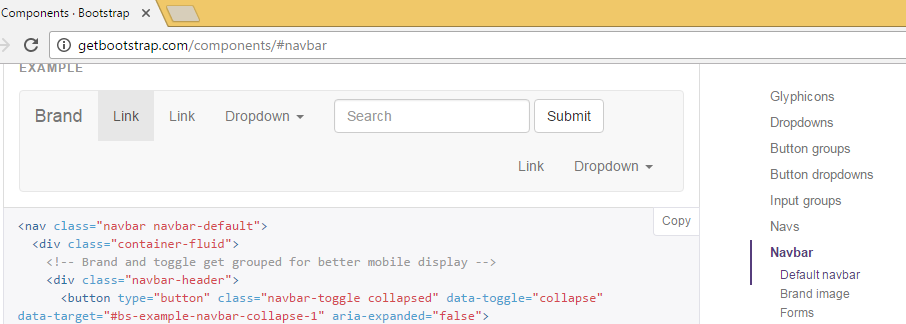 Components · Bootstrap
getbootstrap.com/components/#navbar
EXAMPLE
Brand Link Link Dropdown Search Submit
Link Dropdown
Copy
<nav class="navbar navbar-default">
<div class="container-fluid">
<!-- Brand and toggle get grouped for better mobile display -->
<div class="navbar-header">
<button type="button" class="navbar-toggle collapsed" data-toggle="collapse"
data-target="#bs-example-navbar-collapse-1" aria-expanded="false">
Glyphicons
Dropdowns
Button groups
Button dropdowns
Input groups
Navs
Navbar
Default navbar
Brand image
Forms